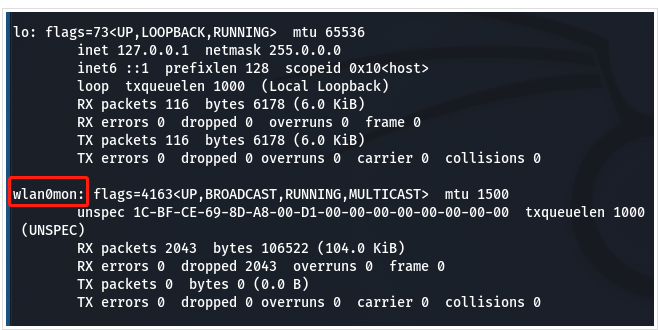 lo: flags=73<UP,LOOPBACK,RUNNING>  mtu 65536
        inet 127.0.0.1  netmask 255.0.0.0
        inet6 ::1  prefixlen 128  scopeid 0x10<host>
        loop  txqueuelen 1000  (Local Loopback)
        RX packets 116  bytes 6178 (6.0 KiB)
        RX errors 0  dropped 0  overruns 0  frame 0
        TX packets 116  bytes 6178 (6.0 KiB)
        TX errors 0  dropped 0 overruns 0  carrier 0  collisions 0

wlan0mon: flags=4163<UP,BROADCAST,RUNNING,MULTICAST>  mtu 1500
        unspec 1C-BF-CE-69-8D-A8-00-D1-00-00-00-00-00-00-00-00  txqueuelen 1000
 (UNSPEC)
        RX packets 2043  bytes 106522 (104.0 KiB)
        RX errors 0  dropped 2043  overruns 0  frame 0
        TX packets 0  bytes 0 (0.0 B)
        TX errors 0  dropped 0 overruns 0  carrier 0  collisions 0